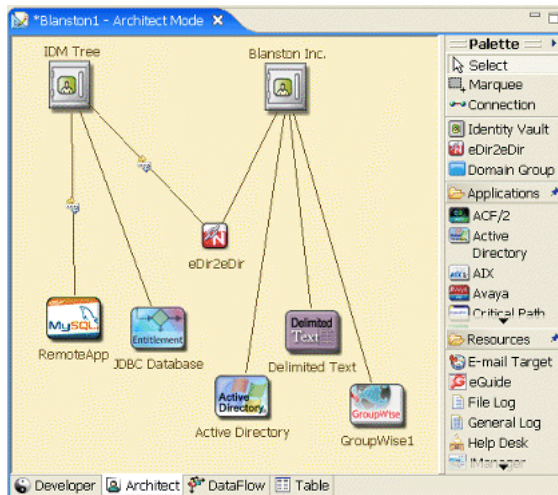 *Blanston1 - Architect Mode
IDM Tree
Blanston Inc.
eDir2eDir
MySQL
RemoteApp
Entitlement
JDBC Database
Delimited
Text
Delimited Text
Active
Directory
Active Directory
GroupWise
GroupWise1
Palette
Select
Marquee
Connection
Identity Vault
eDir2eDir
Domain Group
Applications
ACF/2
Active
Directory
AIX
Avaya
Critical Path
Resources
E-mail Target
eGuide
File Log
General Log
Help Desk
iManager
Developer
Architect
DataFlow
Table